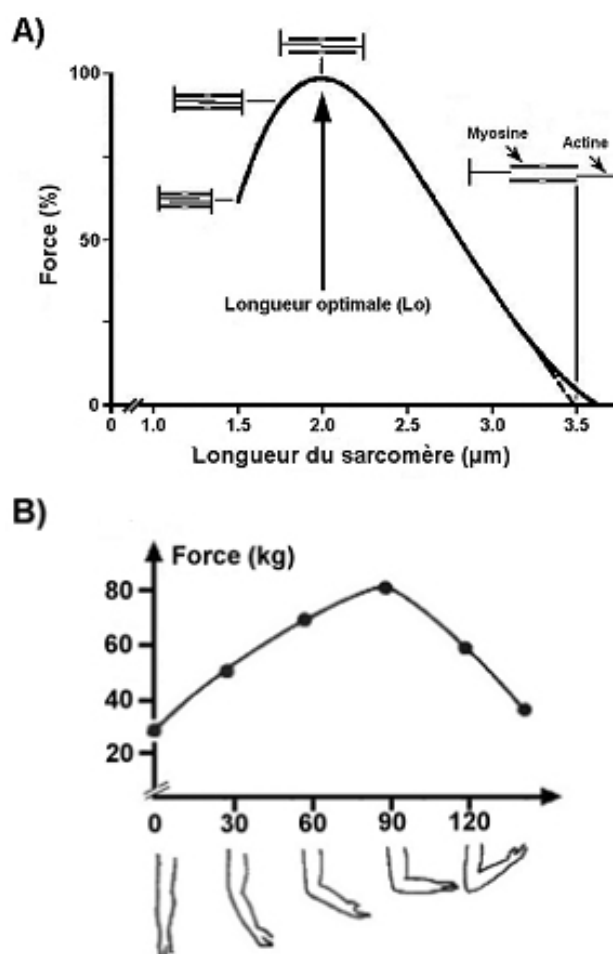 A)
Myosine
Actine
100
50
0
Force (%)
Longueur optimale (Lo)
0 1.0 1.5 2.0 2.5 3.0 3.5
Longueur du sarcomère (µm)
B)
Force (kg)
80
60
40
20
0 30 60 90 120